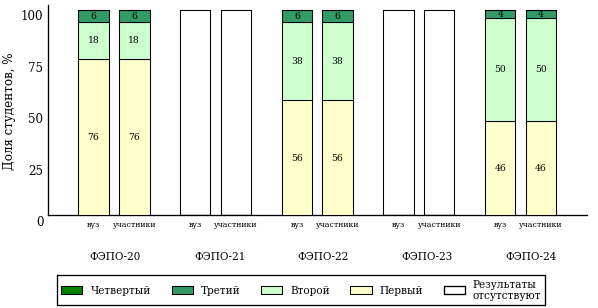 Доля студентов, %
100
75
50
25
0
6 6 6 6 4 4
18 18 38 38 50 50
76 76 56 56 46 46
вуз участники вуз участники вуз участники вуз участники вуз участники
ФЭПО-20 ФЭПО-21 ФЭПО-22 ФЭПО-23 ФЭПО-24
Четвертый Третий Второй Первый Результаты
отсутствуют